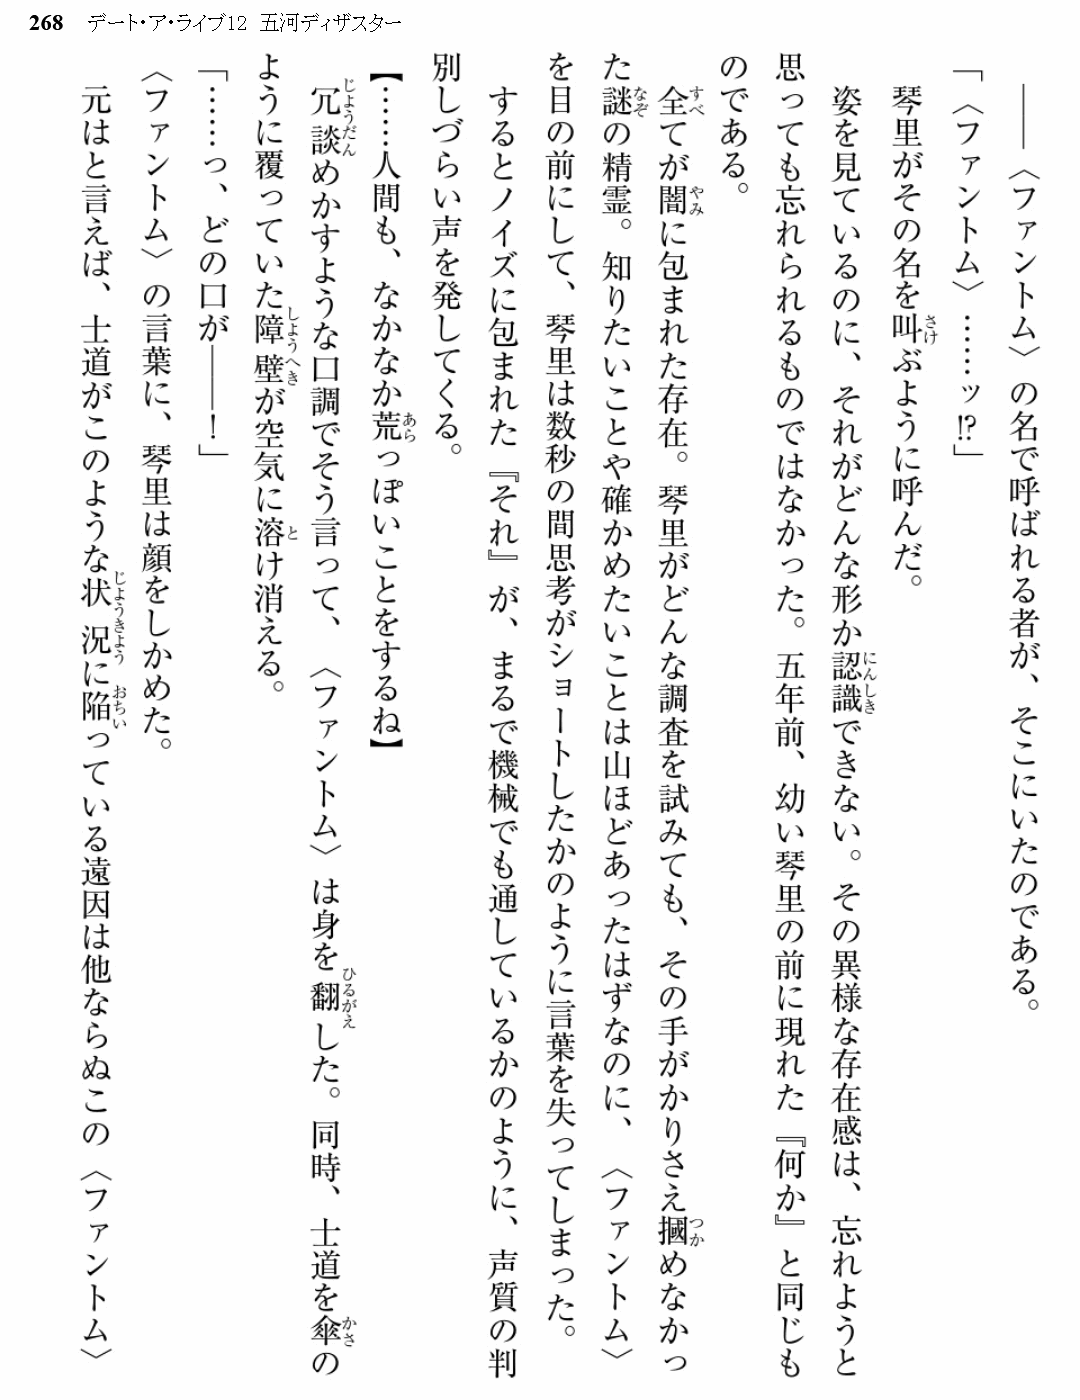 268 デート・ア・ライブ12 五河ディザスター
――〈ファントム〉の名で呼ばれる者が、そこにいたのである。
「〈ファントム〉……ッ!?」
琴里がその名を叫ぶように呼んだ。
姿を見ているのに、それがどんな形か認識できない。その異様な存在感は、忘れようと
思っても忘れられるものではなかった。五年前、幼い琴里の前に現れた『何か』と同じも
のである。
全てが闇に包まれた存在。琴里がどんな調査を試みても、その手がかりさえ摑めなかっ
た謎の精霊。知りたいことや確かめたいことは山ほどあったはずなのに、〈ファントム〉
を目の前にして、琴里は数秒の間思考がショートしたかのように言葉を失ってしまった。
するとノイズに包まれた『それ』が、まるで機械でも通しているかのように、声質の判
別しづらい声を発してくる。
【……人間も、なかなか荒っぽいことをするね】
冗談めかすような口調でそう言って、〈ファントム〉は身を翻した。同時、士道を傘の
ように覆っていた障壁が空気に溶け消える。
「……っ、どの口が――！」
〈ファントム〉の言葉に、琴里は顔をしかめた。
元はと言えば、士道がこのような状況に陥っている遠因は他ならぬこの〈ファントム〉